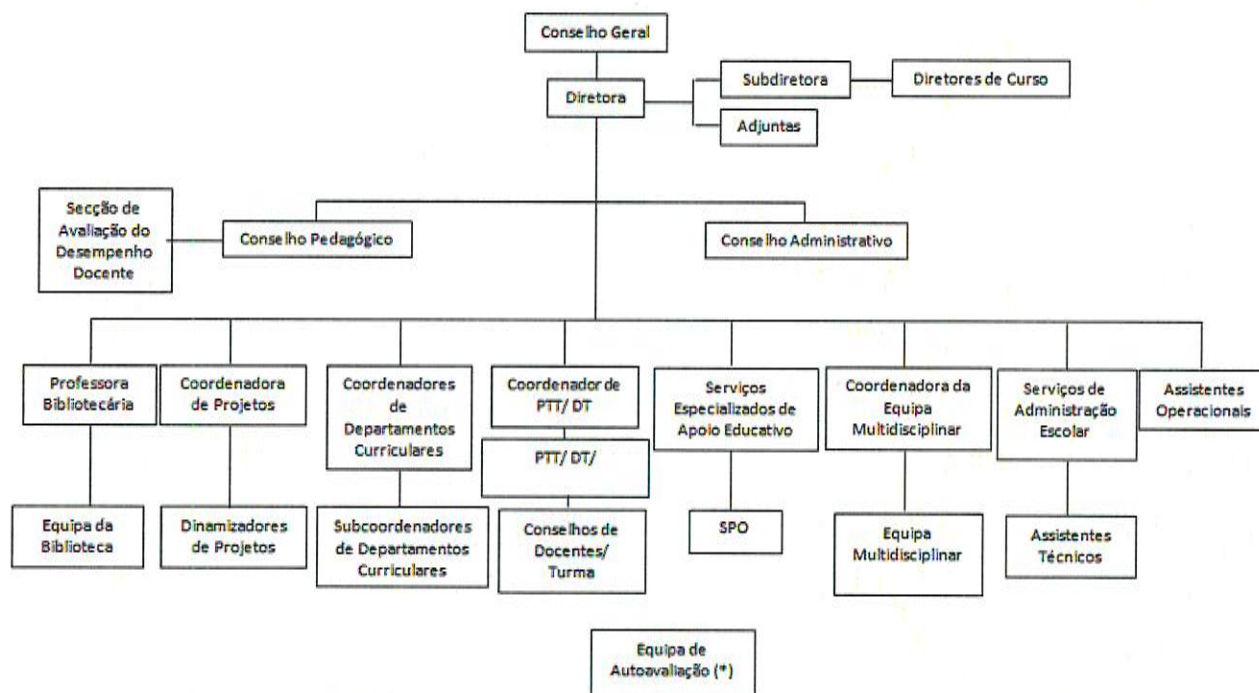 Conselho Geral
Diretora
Subdiretora
Diretores de Curso
Adjuntas
Secção de
Avaliação do
Desempenho
Docente
Conselho Pedagógico
Conselho Administrativo
Professora
Bibliotecária
Coordenadora
de Projetos
Coordenadores
de
Departamentos
Curriculares
Coordenador de
PTT/ DT
PTT/ DT/
Serviços
Especializados de
Apoio Educativo
Coordenadora da
Equipa
Multidisciplinar
Serviços de
Administração
Escolar
Assistentes
Operacionais
Equipa da
Biblioteca
Dinamizadores
de Projetos
Subcoordenadores
de Departamentos
Curriculares
Conselhos de
Docentes/
Turma
SPO
Equipa
Multidisciplinar
Assistentes
Técnicos
Equipa de
Autoavaliação (*)